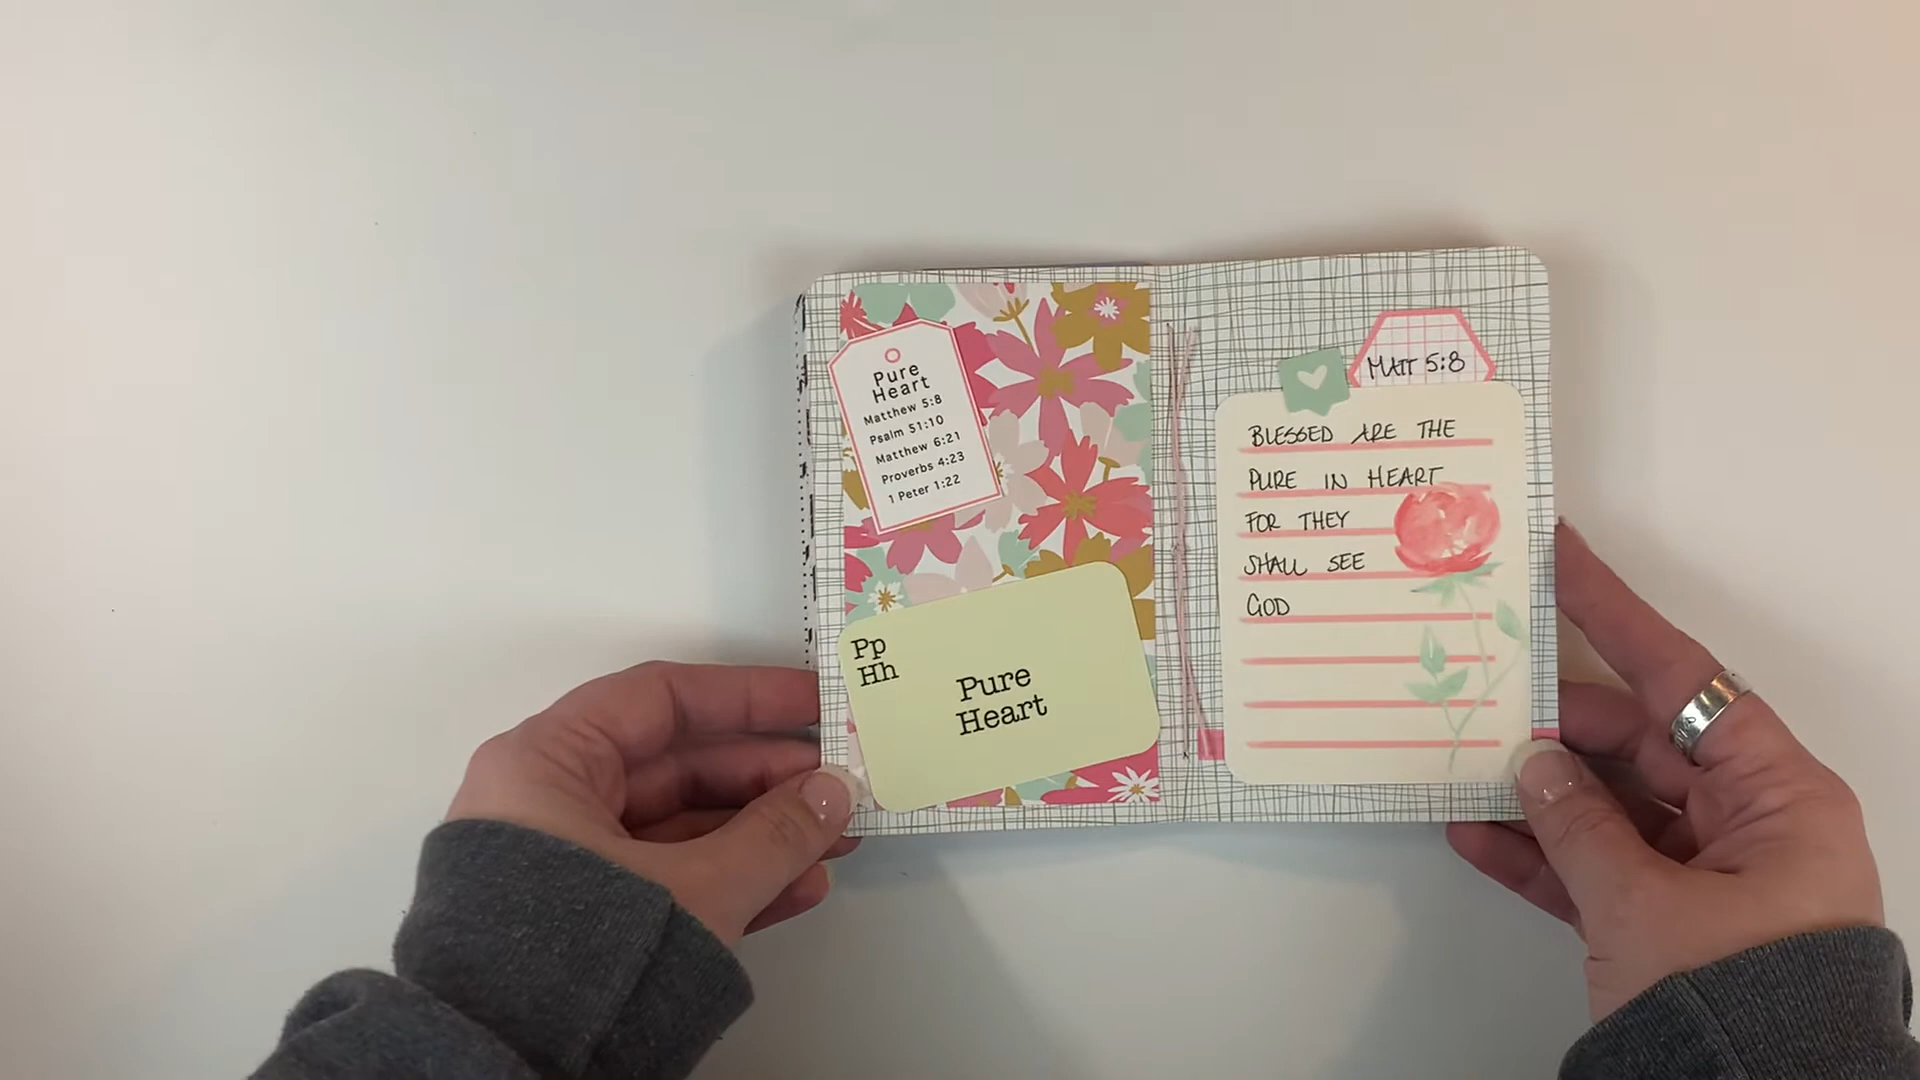 Pure
Heart
Matthew 5:8
Psalm 51:10
Matthew 6:21
Proverbs 4:23
1 Peter 1:22
Pp
Hh
Pure
Heart
MATT 5:8
BLESSED ARE THE
PURE IN HEART
FOR THEY
SHALL SEE
GOD